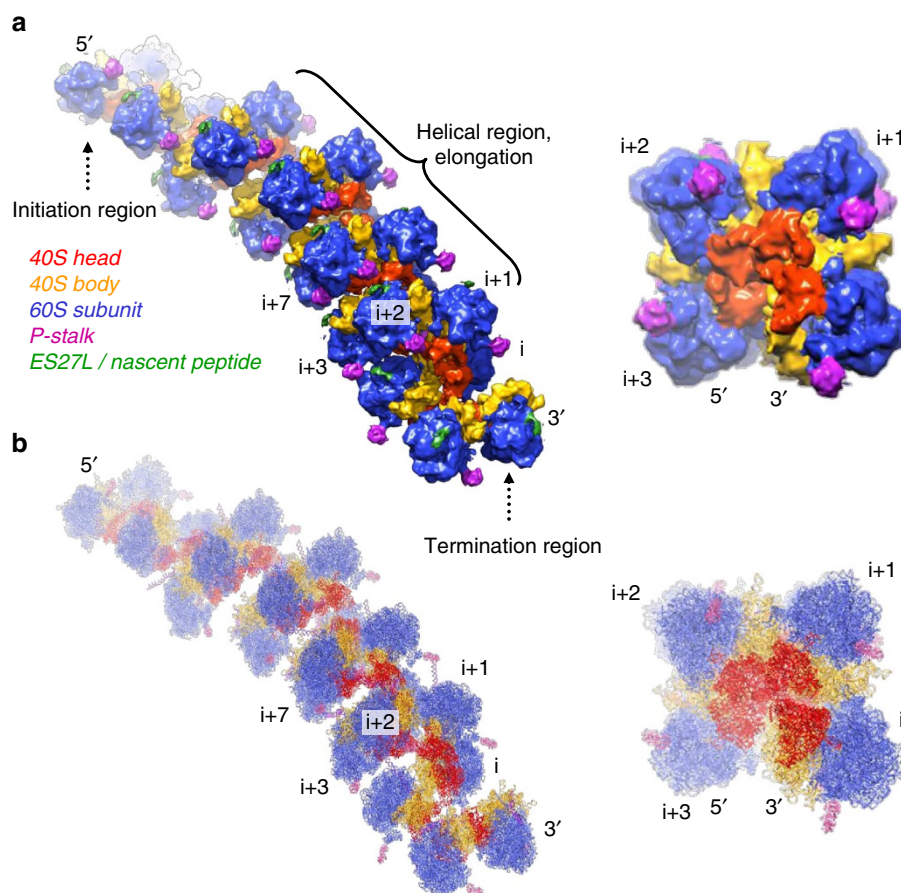 a
5′
Helical region,
elongation
Initiation region
40S head
40S body
60S subunit
P-stalk
ES27L / nascent peptide
i+1
i+7
i+2
i+3
i
3′
i+2
i+1
i+3
5′
3′
b
5′
Termination region
i+1
i+7
i+2
i+3
i
3′
i+1
i+2
i
i+3
5′
3′